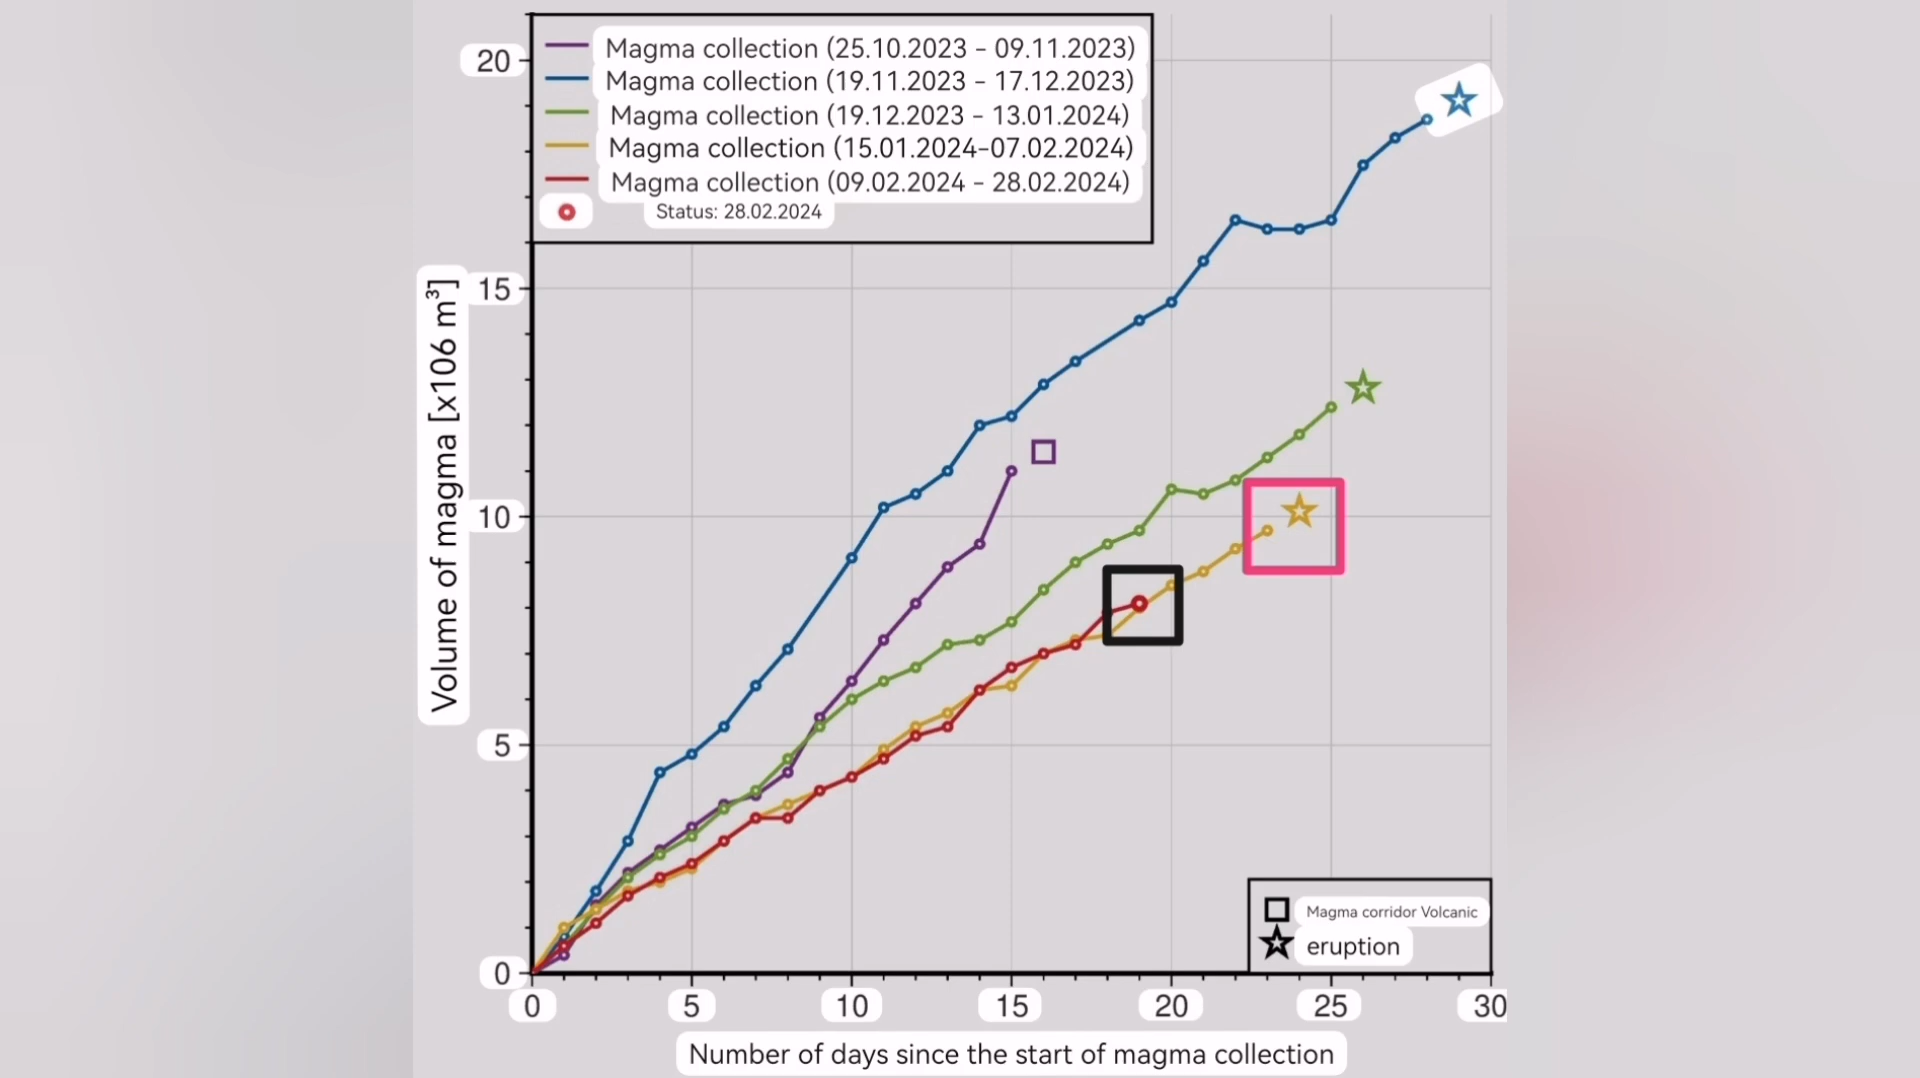 Magma collection (25.10.2023 - 09.11.2023)
Magma collection (19.11.2023 - 17.12.2023)
Magma collection (19.12.2023 - 13.01.2024)
Magma collection (15.01.2024-07.02.2024)
Magma collection (09.02.2024 - 28.02.2024)
Status: 28.02.2024
20
15
10
5
0
Volume of magma [x106 m³]
Magma corridor Volcanic
eruption
0 5 10 15 20 25 30
Number of days since the start of magma collection